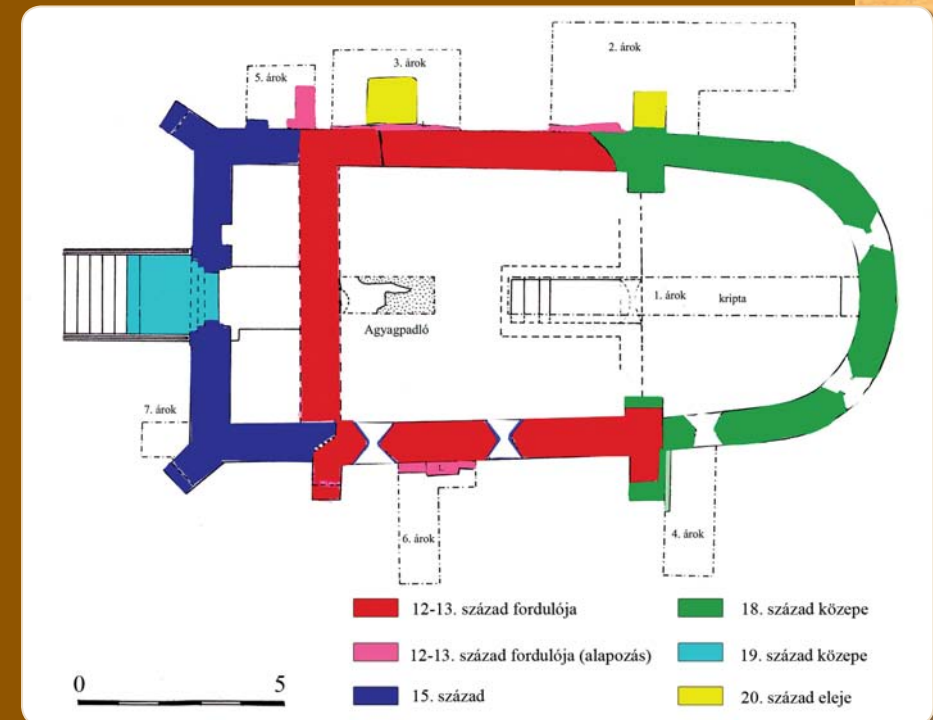 2. árok
3. árok
5. árok
1. árok
kripta
Agyagpadló
7. árok
1.
6. árok
4. árok
12-13. század fordulója
18. század közepe
12-13. század fordulója (alapozás)
19. század közepe
0
5
15. század
20. század eleje